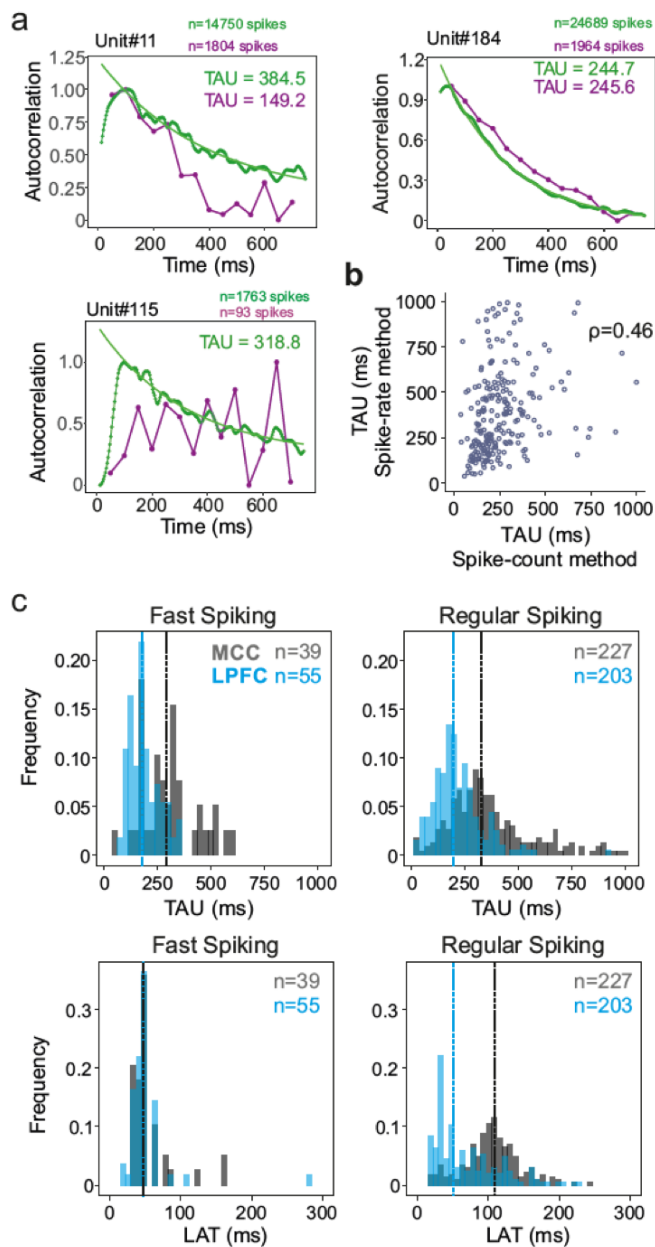 a
Unit#11
n=14750 spikes
n=1804 spikes
TAU = 384.5
TAU = 149.2
Autocorrelation
1.25
1.00
0.75
0.50
0.25
0
0 200 400 600
Time (ms)
Unit#184
n=24689 spikes
n=1964 spikes
TAU = 244.7
TAU = 245.6
Autocorrelation
1.2
0.9
0.6
0.3
0
0 200 400 600
Time (ms)
Unit#115
n=1763 spikes
n=93 spikes
TAU = 318.8
Autocorrelation
1.0
0.5
0
0 200 400 600
Time (ms)
b
ρ=0.46
TAU (ms)
Spike-rate method
1000
750
500
250
0
0 250 500 750 1000
TAU (ms)
Spike-count method
c
Fast Spiking
MCC n=39
LPFC n=55
Frequency
0.20
0.15
0.10
0.05
0
0 250 500 750 1000
TAU (ms)
Regular Spiking
n=227
n=203
0.20
0.15
0.10
0.05
0
0 250 500 750 1000
TAU (ms)
Fast Spiking
n=39
n=55
Frequency
0.3
0.2
0.1
0
0 100 200 300
LAT (ms)
Regular Spiking
n=227
n=203
0.3
0.2
0.1
0
0 100 200 300
LAT (ms)